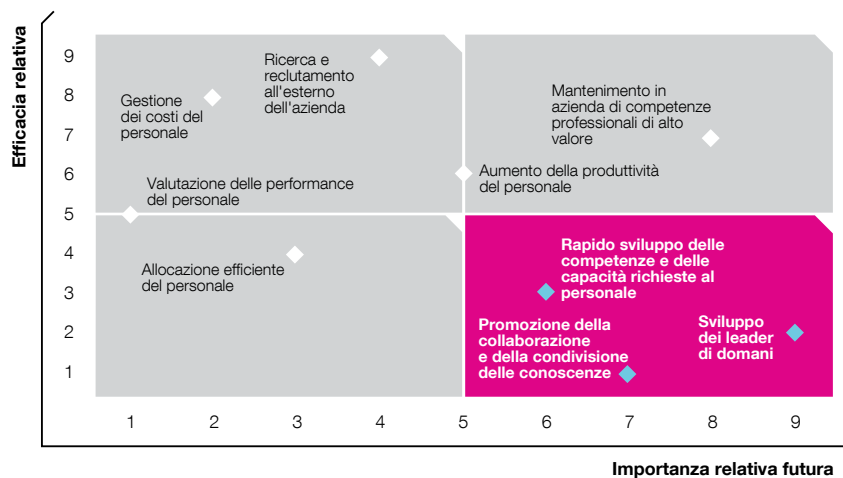 Efficacia relativa
9
8
7
6
5
4
3
2
1
Ricerca e
reclutamento
all'esterno
dell'azienda
Gestione
dei costi del
personale
Mantenimento in
azienda di competenze
professionali di alto
valore
Valutazione delle performance
del personale
Aumento della produttività
del personale
Allocazione efficiente
del personale
Rapido sviluppo delle
competenze e delle
capacità richieste al
personale
Promozione della
collaborazione
e della condivisione
delle conoscenze
Sviluppo
dei leader
di domani
1 2 3 4 5 6 7 8 9
Importanza relativa futura